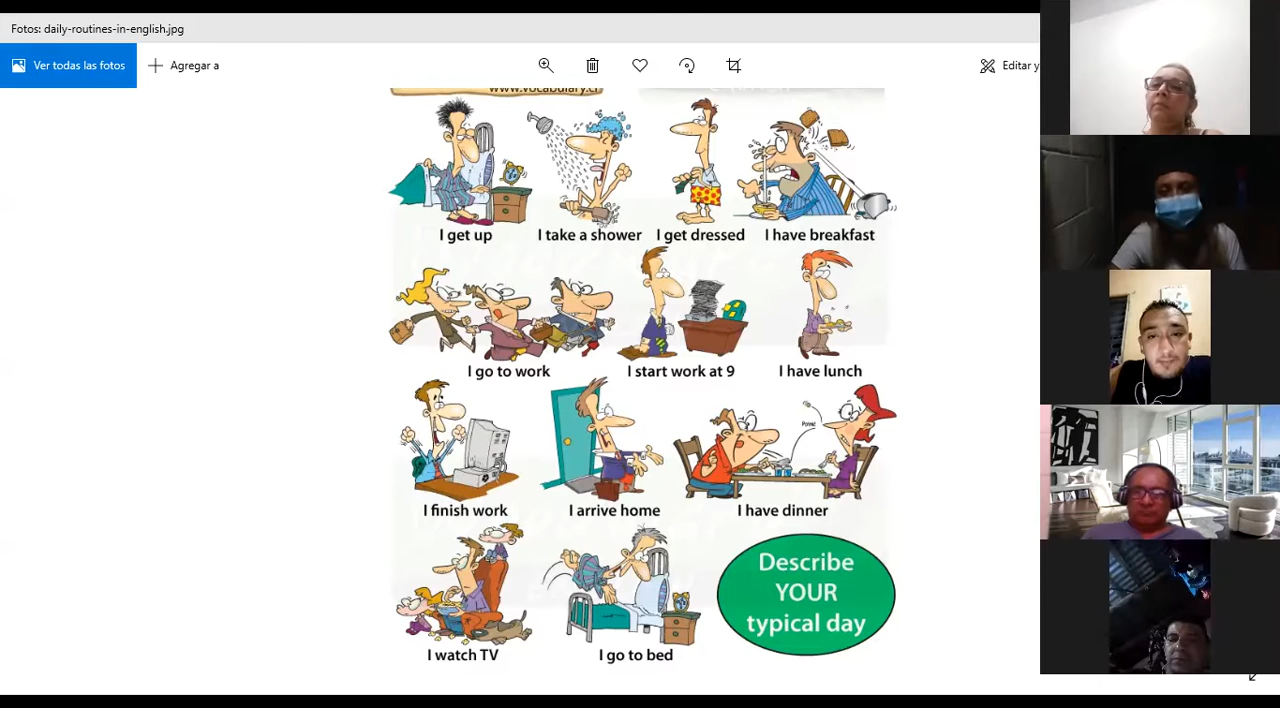 Fotos: daily-routines-in-english.jpg
Ver todas las fotos
Agregar a
Editar y
www.vocabulary.cl
I get up
I take a shower
I get dressed
I have breakfast
I go to work
I start work at 9
I have lunch
I finish work
I arrive home
I have dinner
I watch TV
I go to bed
Describe
YOUR
typical day